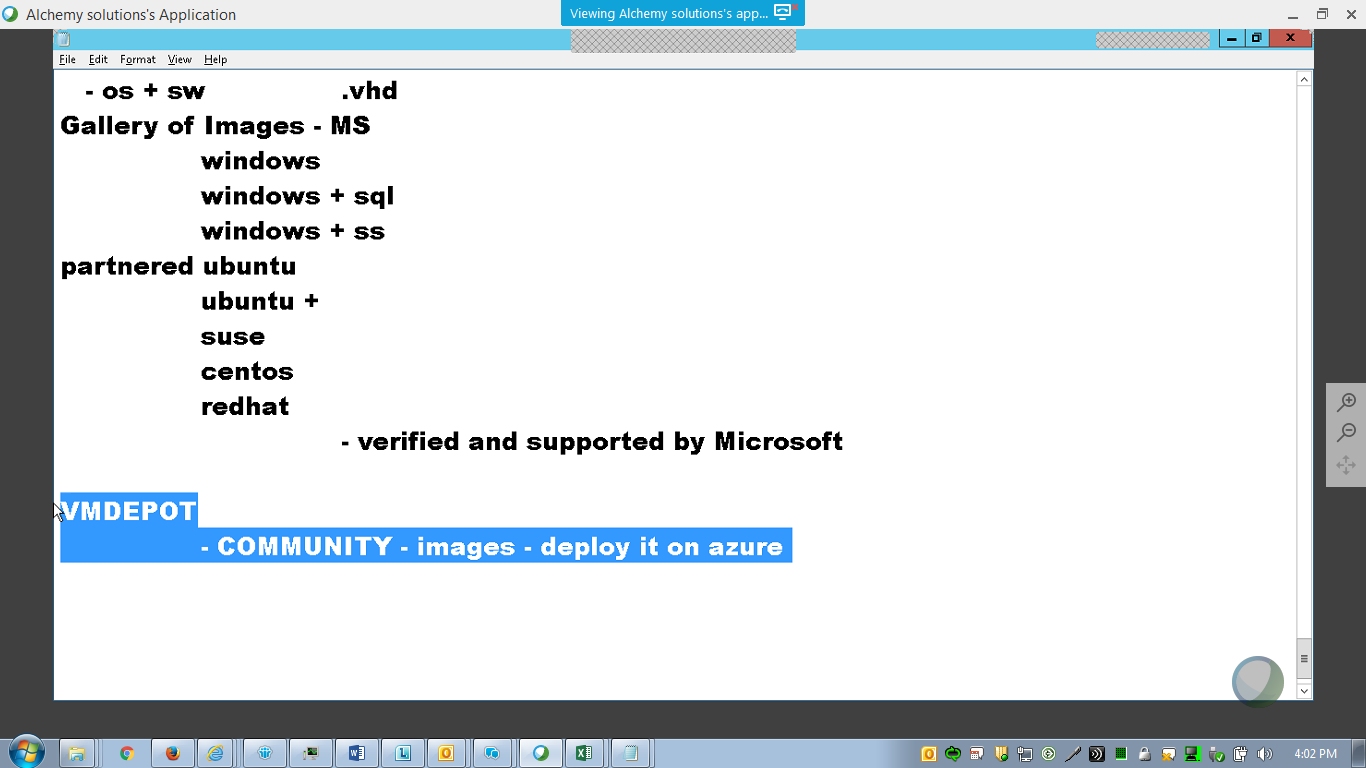 Alchemy solutions's Application
Viewing Alchemy solutions's app...
File Edit Format View Help
- os + sw .vhd
Gallery of Images - MS
windows
windows + sql
windows + ss
partnered ubuntu
ubuntu +
suse
centos
redhat
- verified and supported by Microsoft
VMDEPOT
- COMMUNITY - images - deploy it on azure
4:02 PM